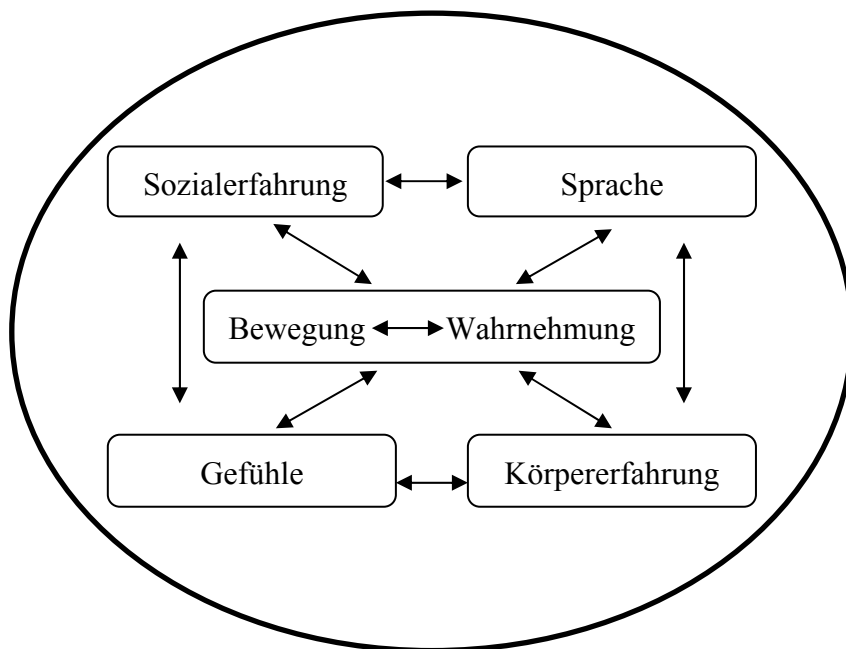 Sozialerfahrung
Sprache
Bewegung Wahrnehmung
Gefühle
Körpererfahrung